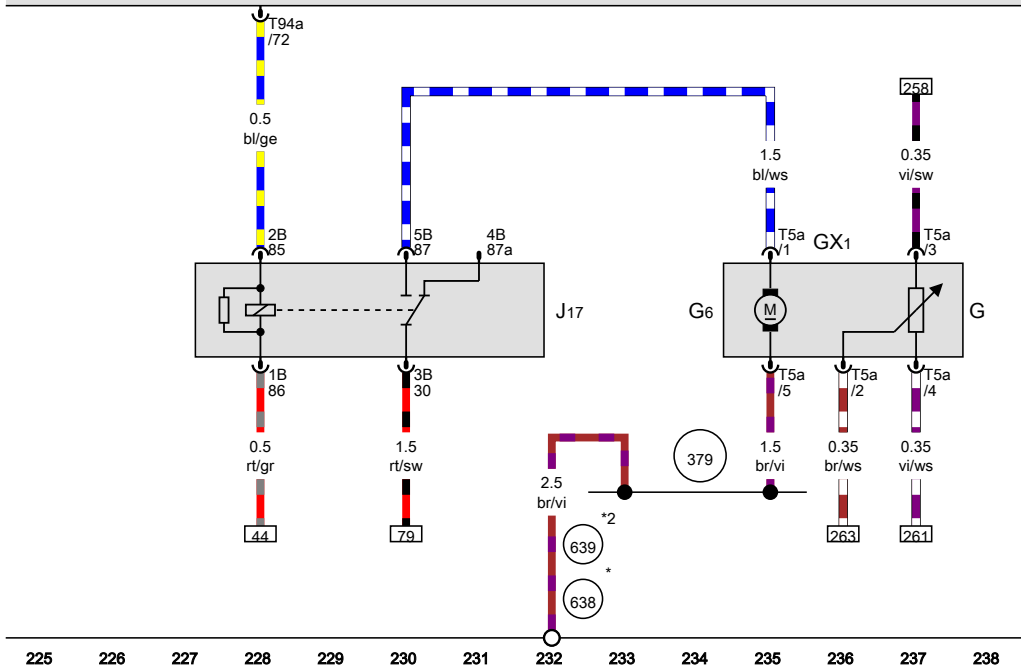 T94a
/72
258
0.5
bl/ge
1.5
bl/ws
0.35
vi/sw
2B
85
5B
87
4B
87a
T5a
/1
GX1
T5a
/3
J17
G6
M
G
1B
86
3B
30
T5a
/5
T5a
/2
T5a
/4
0.5
rt/gr
1.5
rt/sw
2.5
br/vi
379
1.5
br/vi
0.35
br/ws
0.35
vi/ws
*2
639
*
638
44
79
263
261
225 226 227 228 229 230 231 232 233 234 235 236 237 238